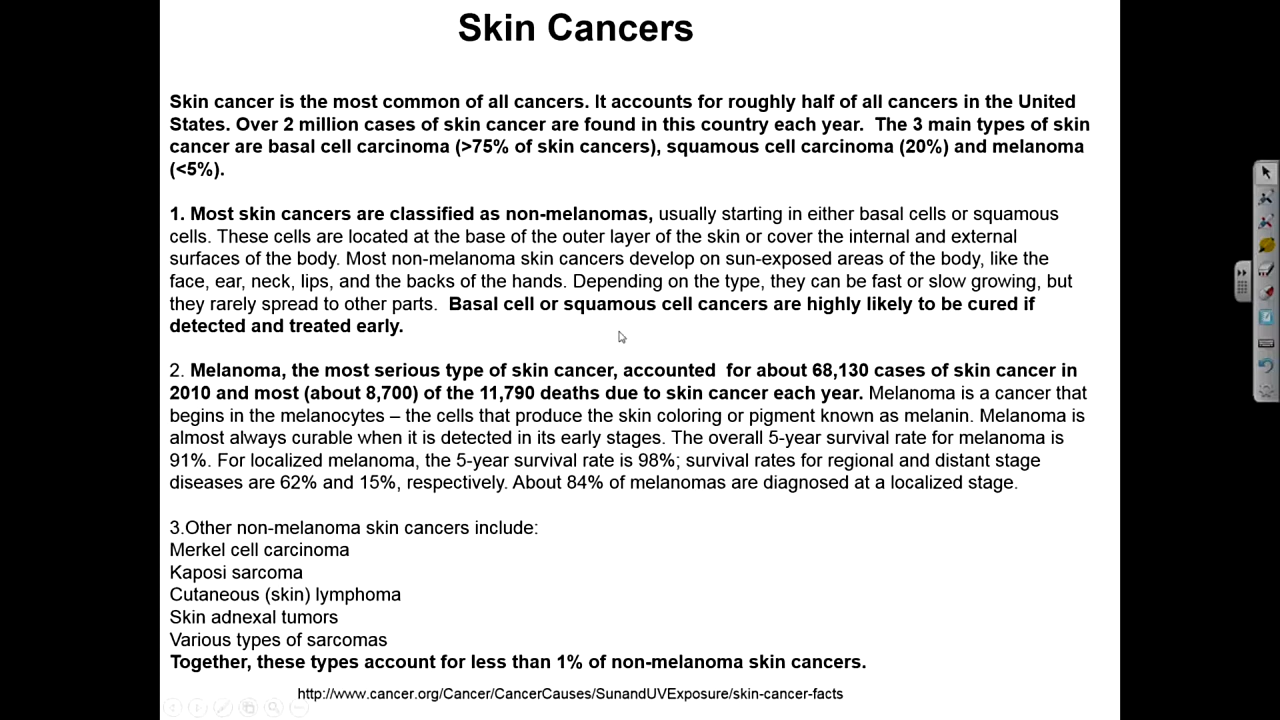 Skin Cancers
Skin cancer is the most common of all cancers. It accounts for roughly half of all cancers in the United
States. Over 2 million cases of skin cancer are found in this country each year.  The 3 main types of skin
cancer are basal cell carcinoma (>75% of skin cancers), squamous cell carcinoma (20%) and melanoma
(<5%).
1. Most skin cancers are classified as non-melanomas, usually starting in either basal cells or squamous
cells. These cells are located at the base of the outer layer of the skin or cover the internal and external
surfaces of the body. Most non-melanoma skin cancers develop on sun-exposed areas of the body, like the
face, ear, neck, lips, and the backs of the hands. Depending on the type, they can be fast or slow growing, but
they rarely spread to other parts.  Basal cell or squamous cell cancers are highly likely to be cured if
detected and treated early.
2. Melanoma, the most serious type of skin cancer, accounted  for about 68,130 cases of skin cancer in
2010 and most (about 8,700) of the 11,790 deaths due to skin cancer each year. Melanoma is a cancer that
begins in the melanocytes – the cells that produce the skin coloring or pigment known as melanin. Melanoma is
almost always curable when it is detected in its early stages. The overall 5-year survival rate for melanoma is
91%. For localized melanoma, the 5-year survival rate is 98%; survival rates for regional and distant stage
diseases are 62% and 15%, respectively. About 84% of melanomas are diagnosed at a localized stage.
3.Other non-melanoma skin cancers include:
Merkel cell carcinoma
Kaposi sarcoma
Cutaneous (skin) lymphoma
Skin adnexal tumors
Various types of sarcomas
Together, these types account for less than 1% of non-melanoma skin cancers.
http://www.cancer.org/Cancer/CancerCauses/SunandUVExposure/skin-cancer-facts